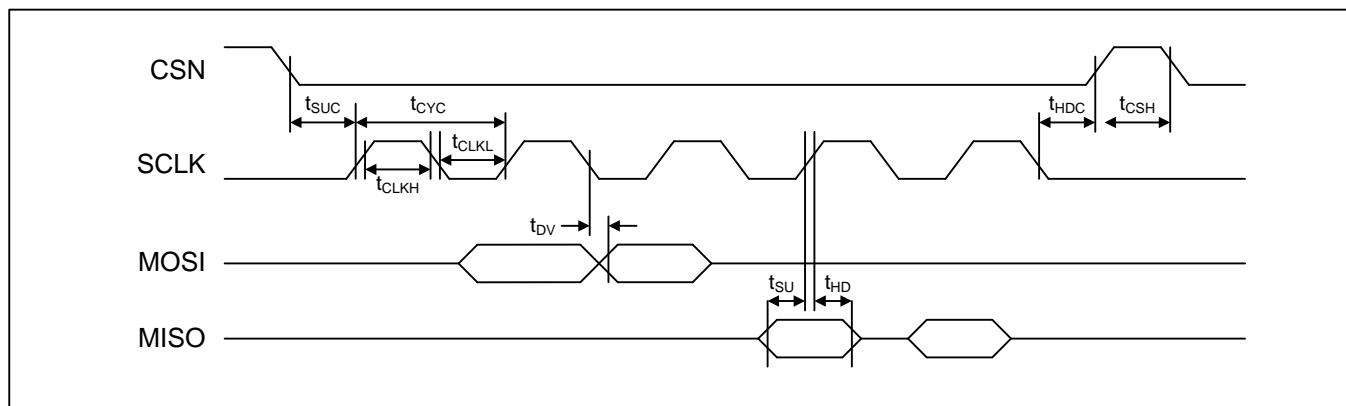 CSN
tSUC
tCYC
tHDC
tCSH
SCLK
tCLKL
tCLKH
tDV
MOSI
tSU
tHD
MISO